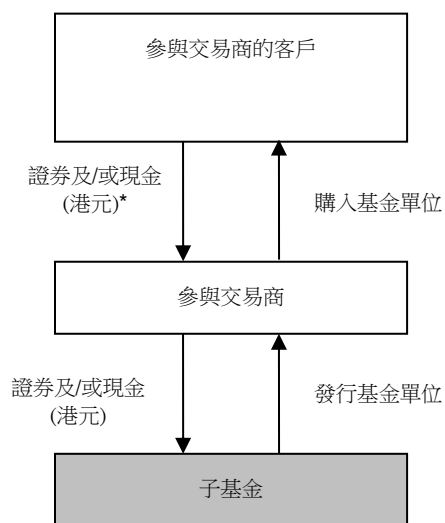 參與交易商的客戶
證券及/或現金
(港元)*
購入基金單位
參與交易商
證券及/或現金
(港元)
發行基金單位
子基金